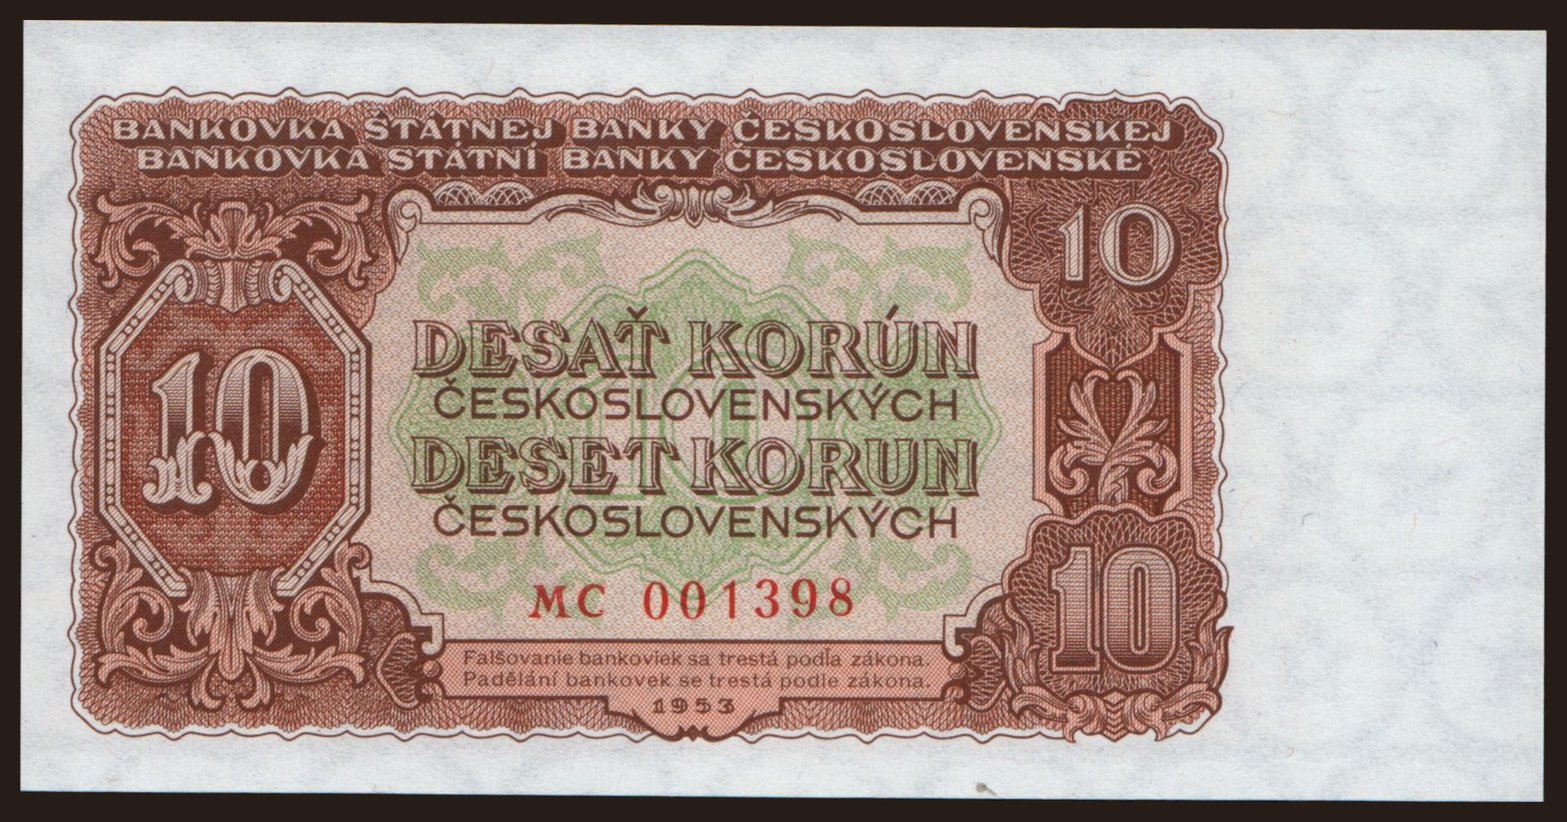 BANKOVKA ŠTÁTNEJ BANKY ČESKOSLOVENSKEJ
BANKOVKA STÁTNÍ BANKY ČESKOSLOVENSKÉ
10
10
DESAŤ KORÚN
ČESKOSLOVENSKÝCH
DESET KORUN
ČESKOSLOVENSKÝCH
10
MC 001398
10
Falšovanie bankoviek sa trestá podľa zákona.
Padělání bankovek se trestá podle zákona.
1953